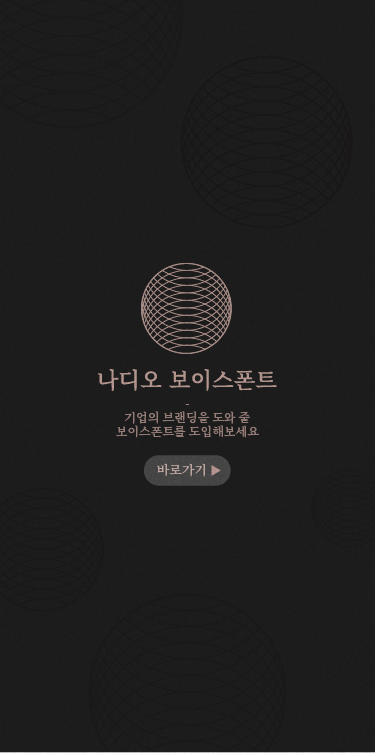 나디오 보이스폰트
-
기업의 브랜딩을 도와 줄
보이스폰트를 도입해보세요
바로가기 ▶